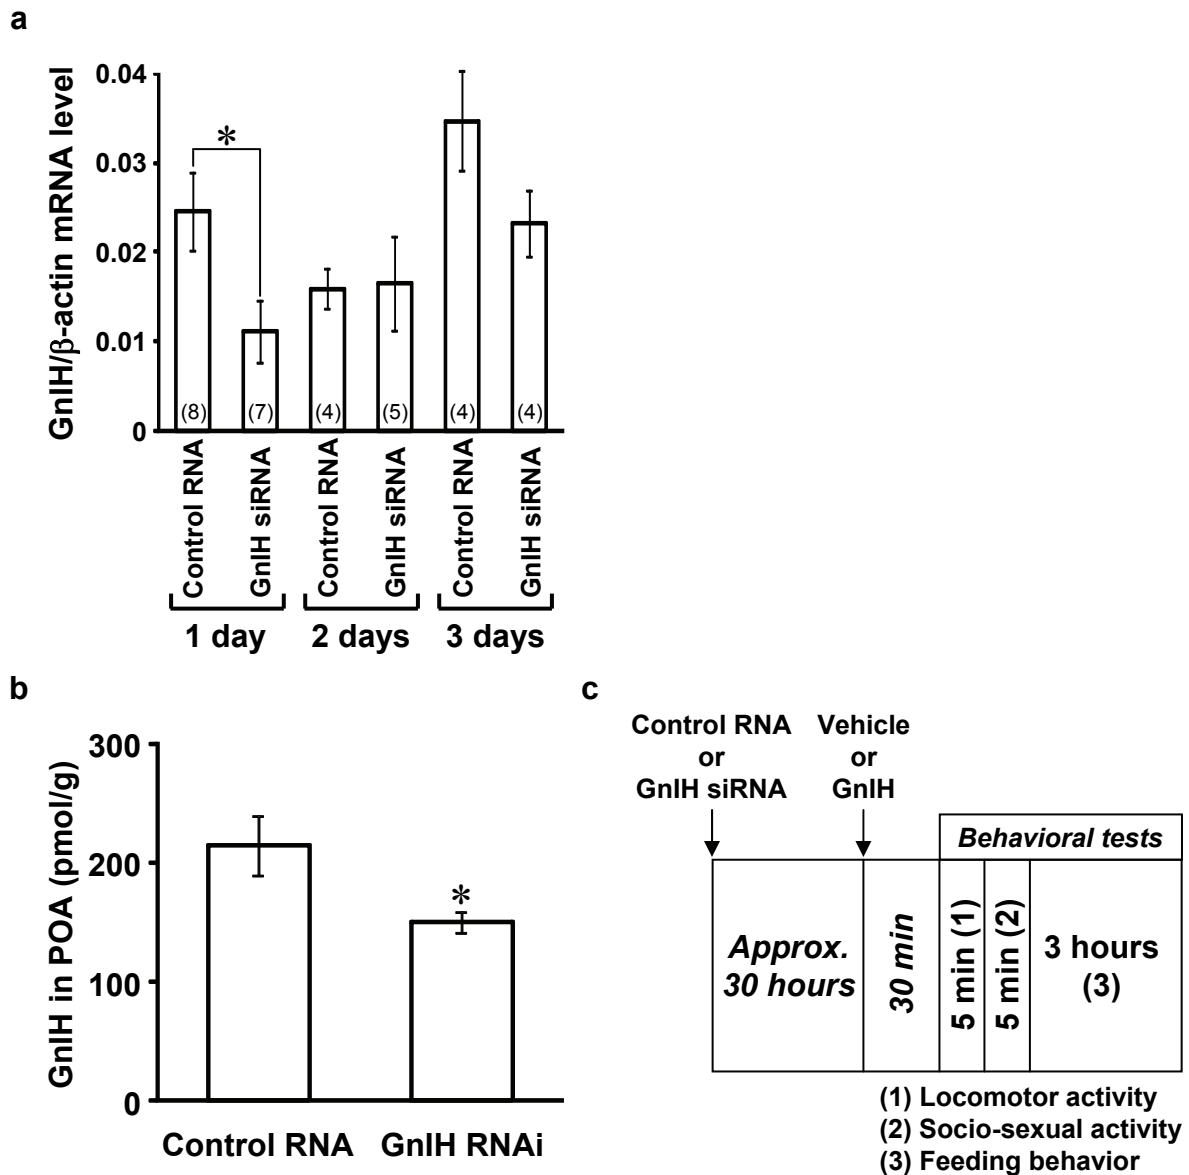 a
GnIH/β-actin mRNA level
0.04
0.03
0.02
0.01
0
*
(8)
(7)
(4)
(5)
(4)
(4)
Control RNA
GnIH siRNA
Control RNA
GnIH siRNA
Control RNA
GnIH siRNA
1 day
2 days
3 days
b
GnIH in POA (pmol/g)
300
200
100
0
*
Control RNA
GnIH RNAi
c
Control RNA
or
GnIH siRNA
Vehicle
or
GnIH
Behavioral tests
Approx.
30 hours
30 min
5 min (1)
5 min (2)
3 hours
(3)
(1) Locomotor activity
(2) Socio-sexual activity
(3) Feeding behavior